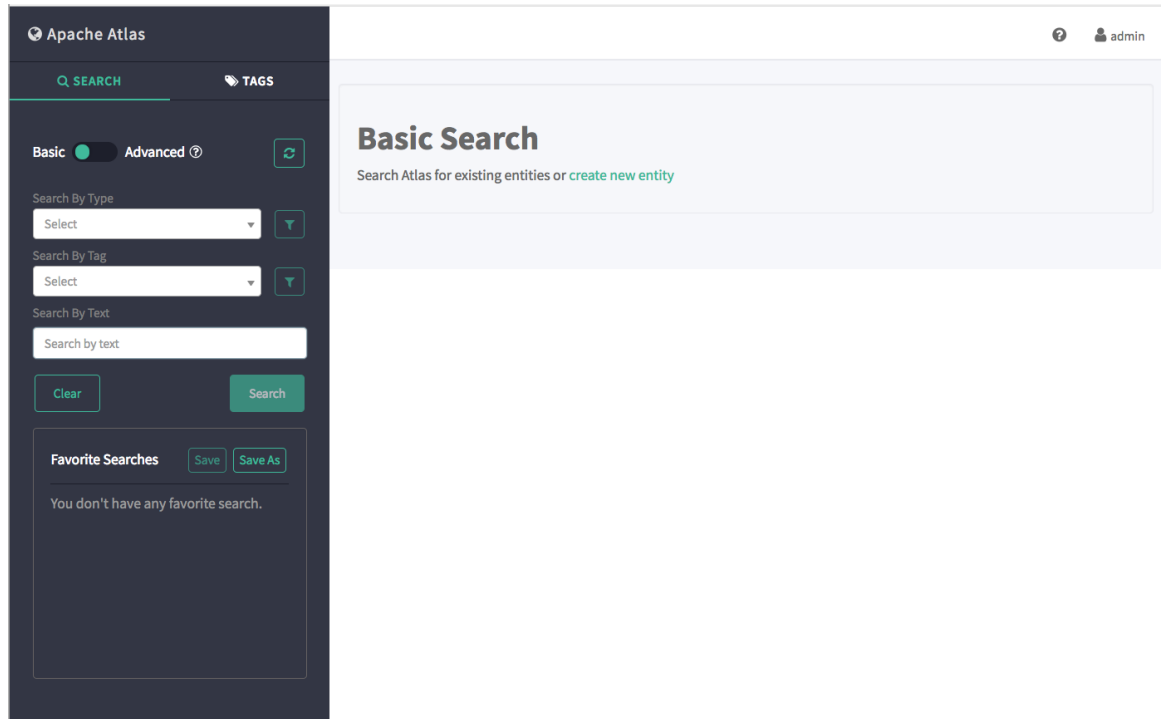 Apache Atlas
admin
SEARCH
TAGS
Basic Advanced
Search By Type
Select
Search By Tag
Select
Search By Text
Search by text
Clear
Search
Favorite Searches Save Save As
You don't have any favorite search.
Basic Search
Search Atlas for existing entities or create new entity